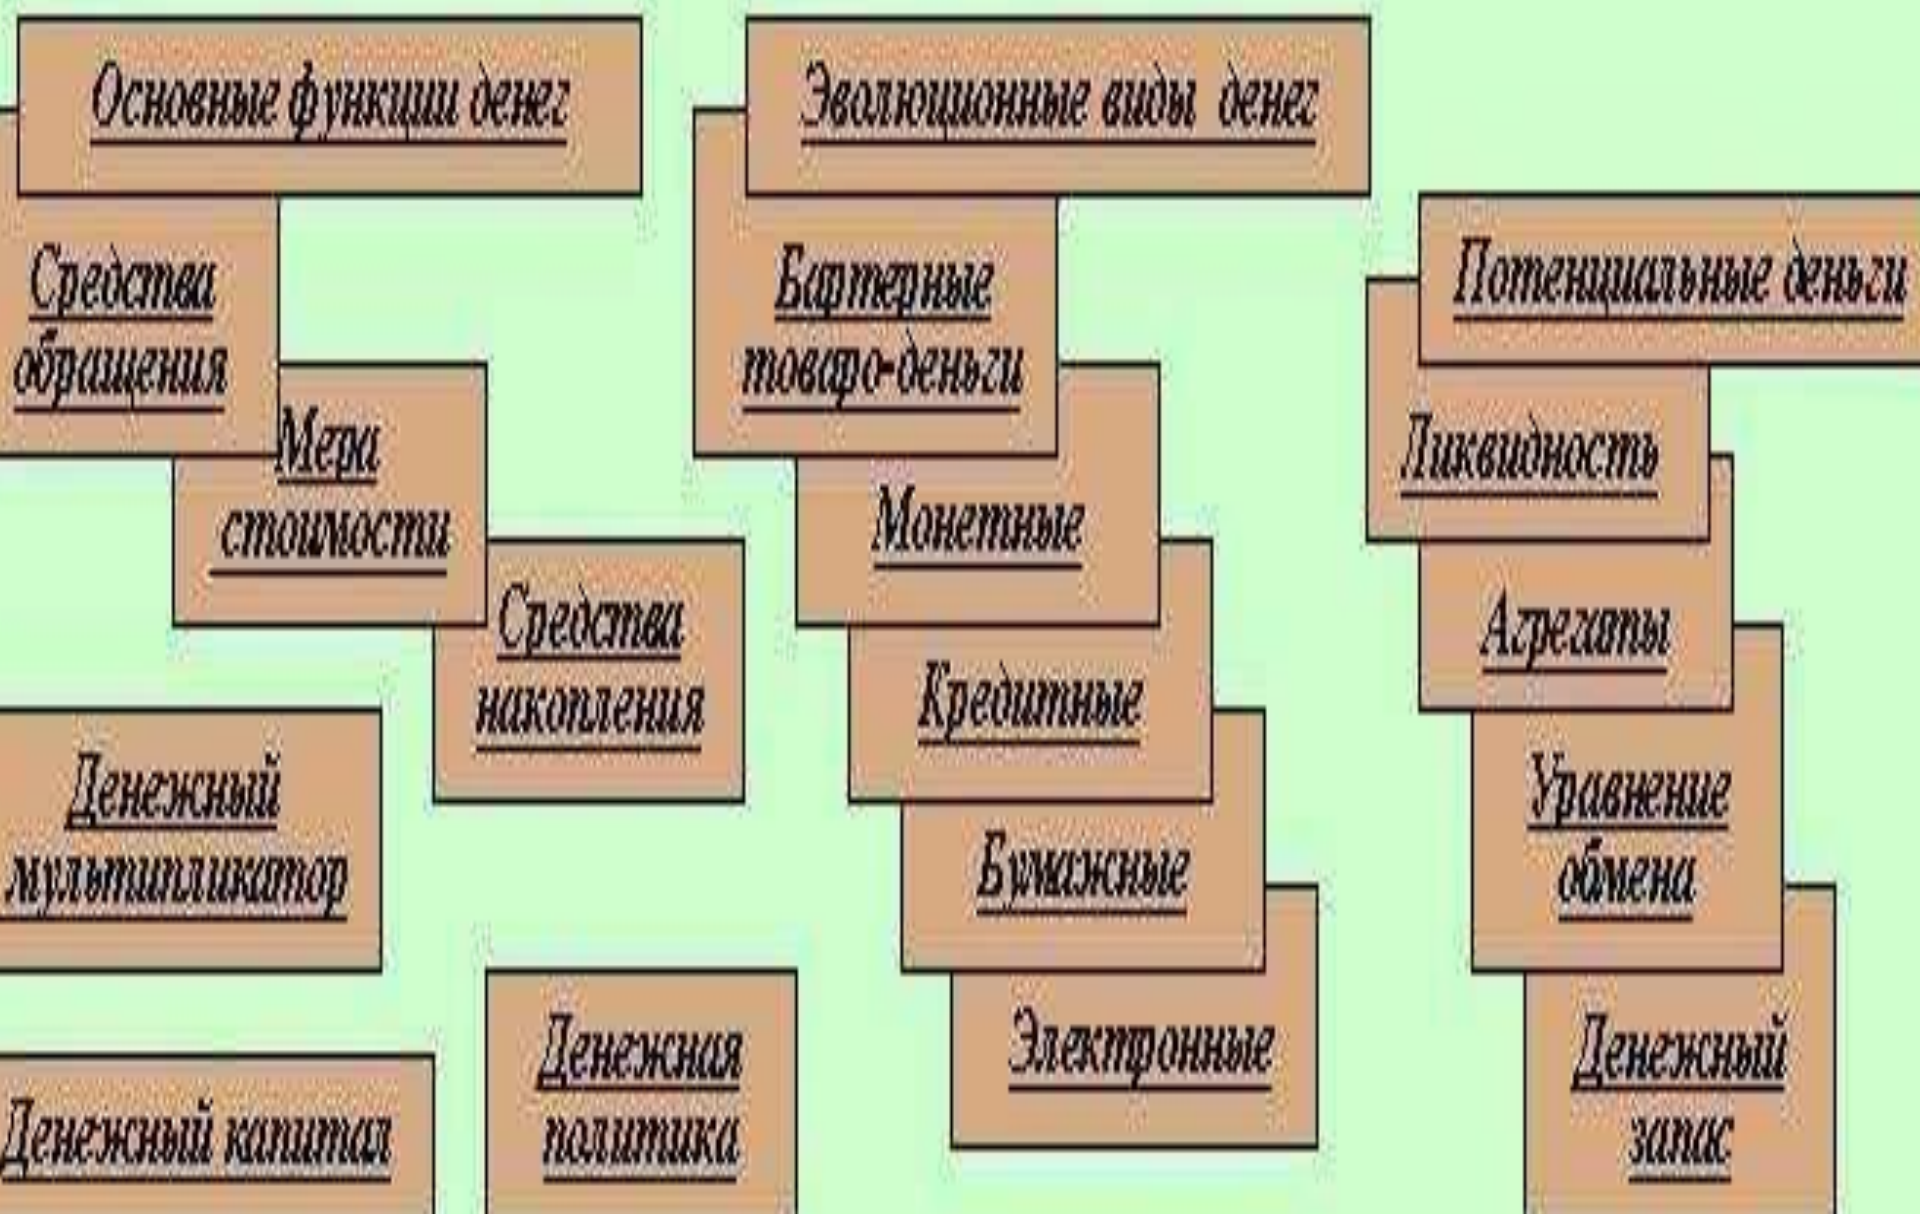 Основные функции денег
Средства
обращения
Мера
стоимости
Средства
накопления
Денежный
мультипликатор
Денежный капитал
Денежная
политика
Эволюционные виды денег
Бартерные
товаро-деньги
Монетные
Кредитные
Бумажные
Электронные
Потенциальные деньги
Ликвидность
Агрегаты
Уравнение
обмена
Денежный
запас